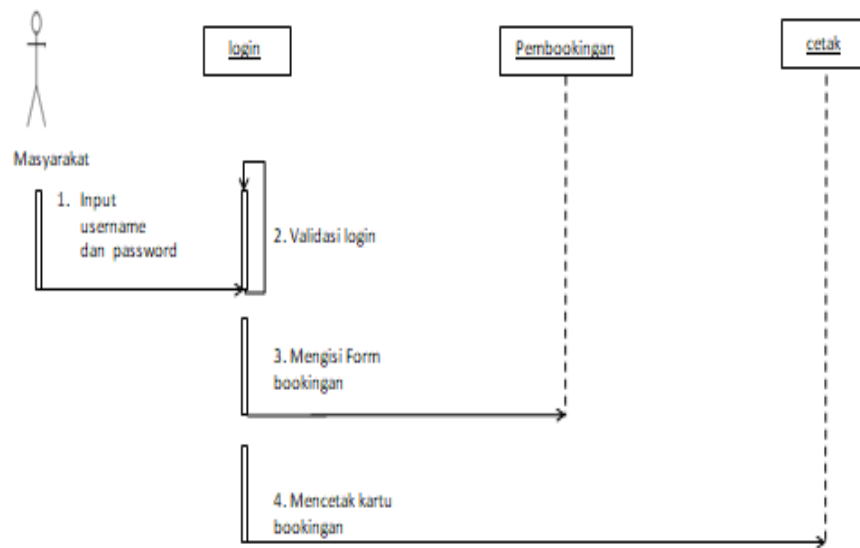 login
Pembookingan
cetak
Masyarakat
1. Input
username
dan password
2. Validasi login
3. Mengisi Form
bookingan
4. Mencetak kartu
bookingan